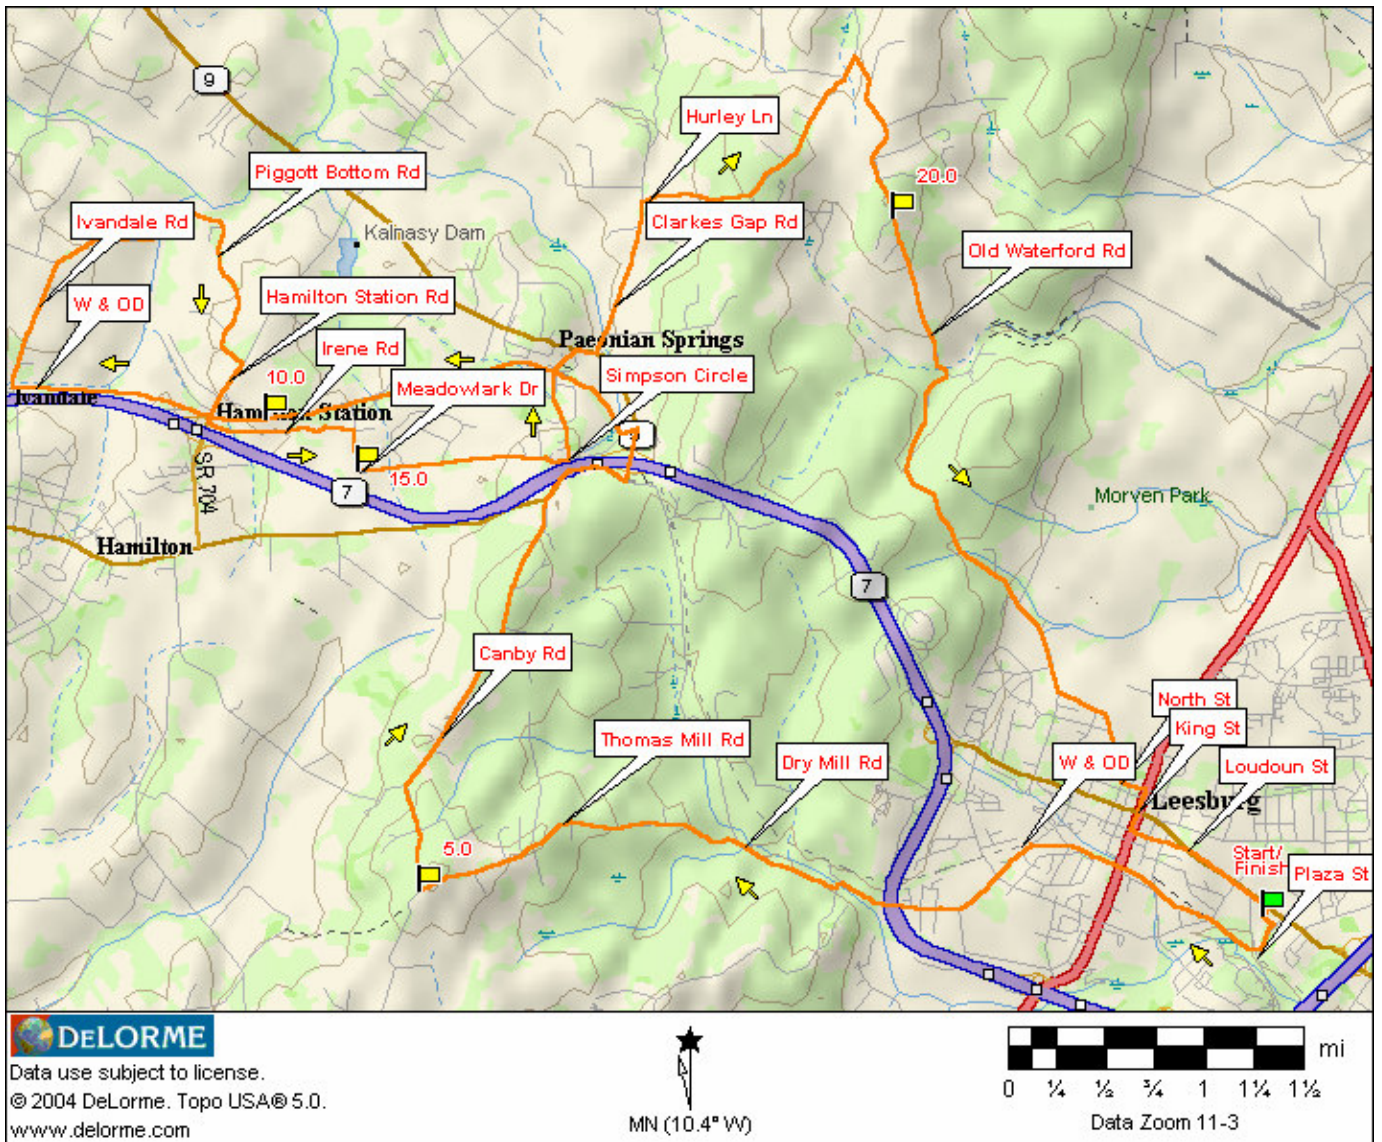 9
Hurley Ln
Piggott Bottom Rd
20.0
Ivandale Rd
Kalnasy Dam
Clarkes Gap Rd
Old Waterford Rd
W & OD
Hamilton Station Rd
Irene Rd
Paeonian Springs
Simpson Circle
10.0
Meadowlark Dr
Ivandale
Station
SR 704
15.0
7
Morven Park
Hamilton
7
Canby Rd
North St
King St
Thomas Mill Rd
Dry Mill Rd
W & OD
Loudoun St
Leesburg
5.0
Start/
Finish
Plaza St
DELORME
Data use subject to license.
© 2004 DeLorme. Topo USA® 5.0.
www.delorme.com
MN (10.4° W)
mi
0 ¼ ½ ¾ 1 1¼ 1½
Data Zoom 11-3